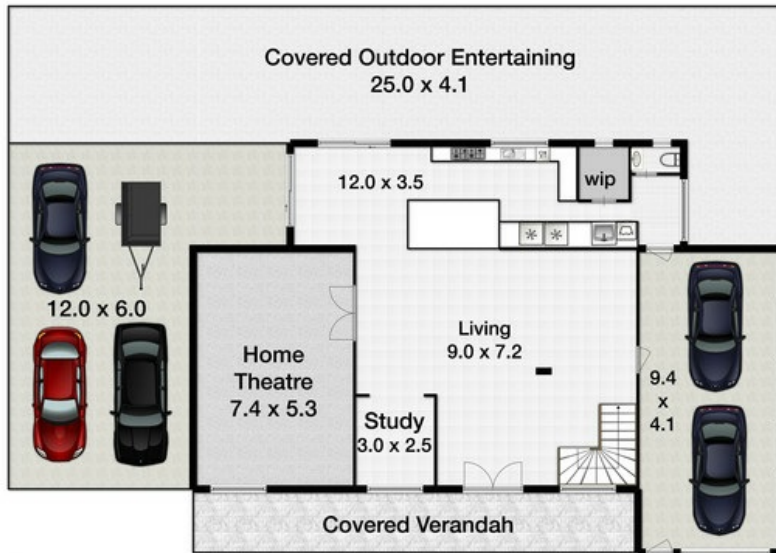 Covered Outdoor Entertaining
25.0 x 4.1
12.0 x 3.5
wip
12.0 x 6.0
Living
9.0 x 7.2
Home
Theatre
7.4 x 5.3
Study
3.0 x 2.5
9.4
x
4.1
Covered Verandah